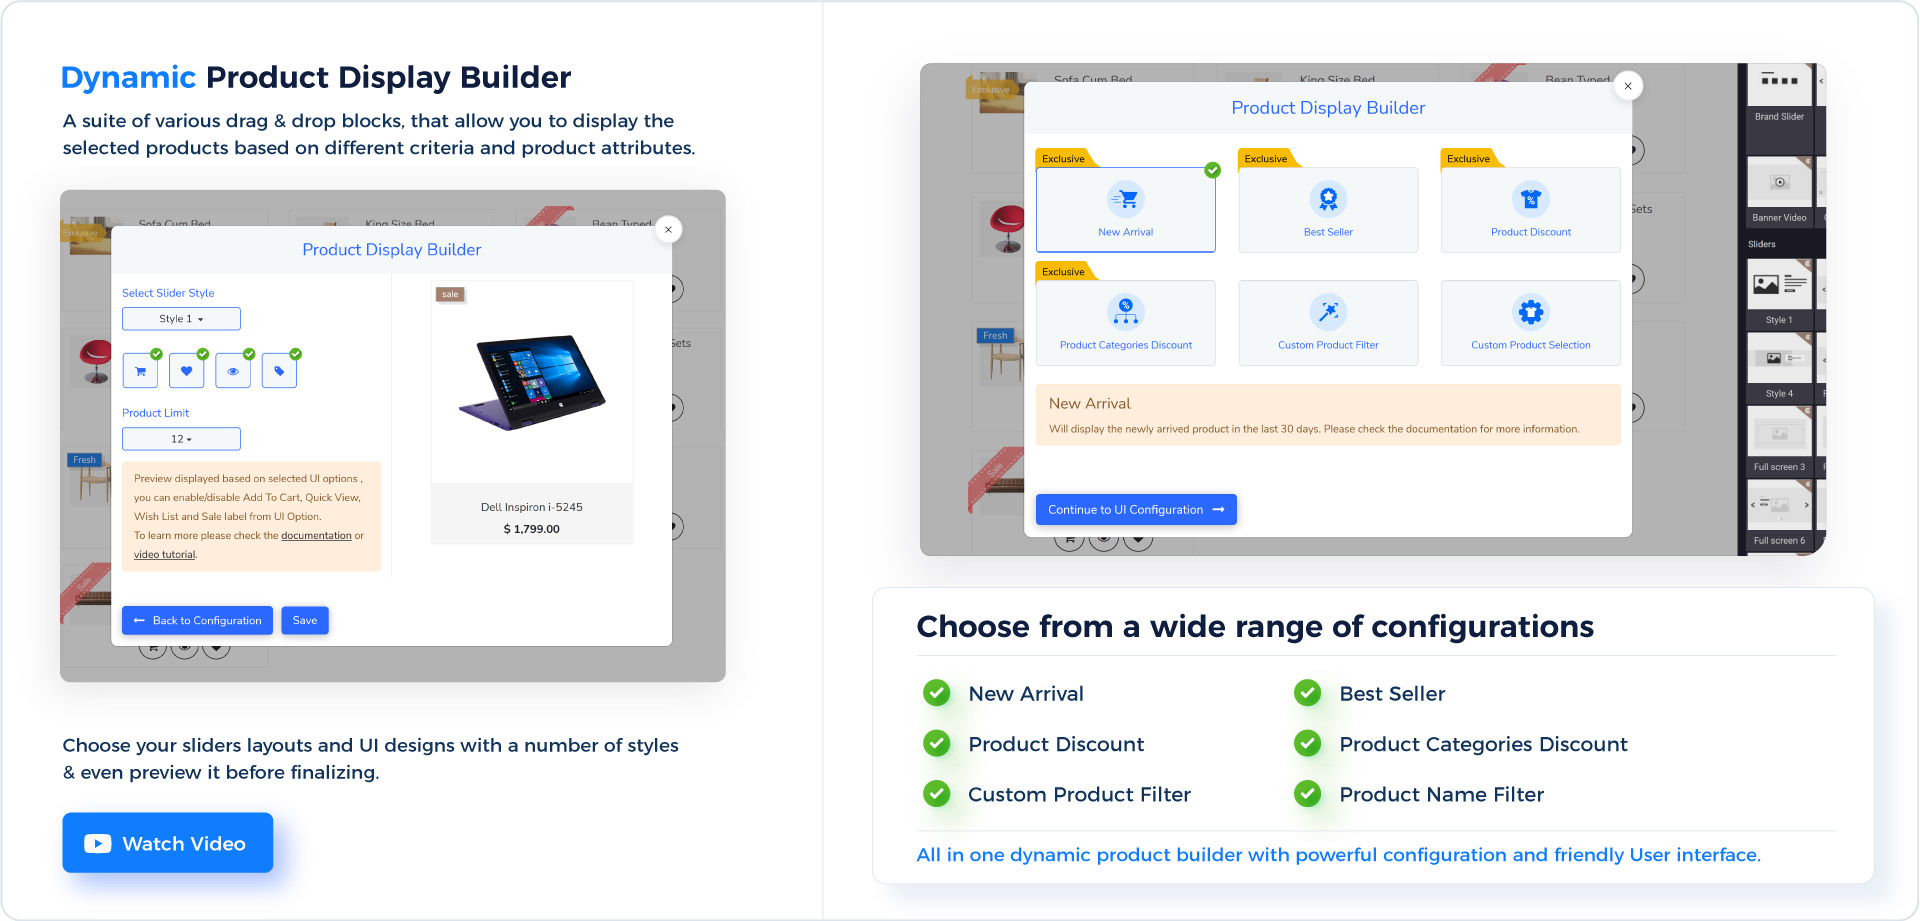 Dynamic Product Display Builder
A suite of various drag & drop blocks, that allow you to display the
selected products based on different criteria and product attributes.
Sofa Cum Bed
King Size Bed
Bean Typed
Exclusive
Product Display Builder
Select Slider Style
Style 1
Product Limit
12
Preview displayed based on selected UI options ,
you can enable/disable Add To Cart, Quick View,
Wish List and Sale label from UI Option.
To learn more please check the documentation or
video tutorial.
sale
Dell Inspiron i-5245
$ 1,799.00
Sets
Fresh
Sale
Back to Configuration
Save
Choose your sliders layouts and UI designs with a number of styles
& even preview it before finalizing.
Watch Video
Sofa Cum Bed
King Size Bed
Bean Typed
Exclusive
Product Display Builder
Exclusive
New Arrival
Exclusive
Best Seller
Exclusive
Product Discount
Exclusive
Product Categories Discount
Custom Product Filter
Custom Product Selection
New Arrival
Will display the newly arrived product in the last 30 days. Please check the documentation for more information.
Continue to UI Configuration
Sets
Fresh
Sale
Brand Slider
Banner Video
Sliders
Style 1
Style 4
Full screen 3
Full screen 6
Choose from a wide range of configurations
New Arrival
Best Seller
Product Discount
Product Categories Discount
Custom Product Filter
Product Name Filter
All in one dynamic product builder with powerful configuration and friendly User interface.